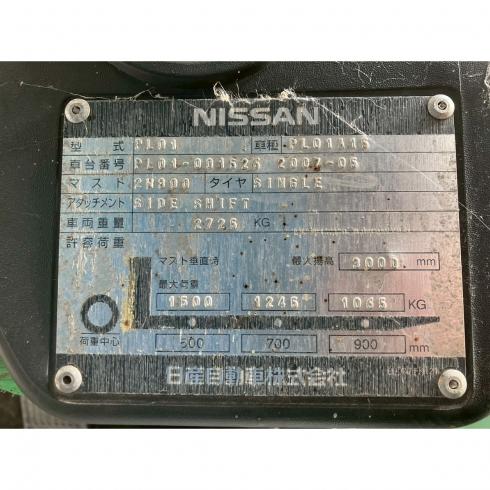 NISSAN
型式 PL01 車種 PL01A15
車台番号 PL01-001526 2007-05
マスト 2N300 タイヤ SINGLE
アタッチメント SIDE SHIFT
車両重量 2725 KG
許容荷重
マスト垂直時 最大揚高 3000 mm
最大荷重
1500 1245 1065 KG
荷重中心 500 700 900 mm
日産自動車株式会社